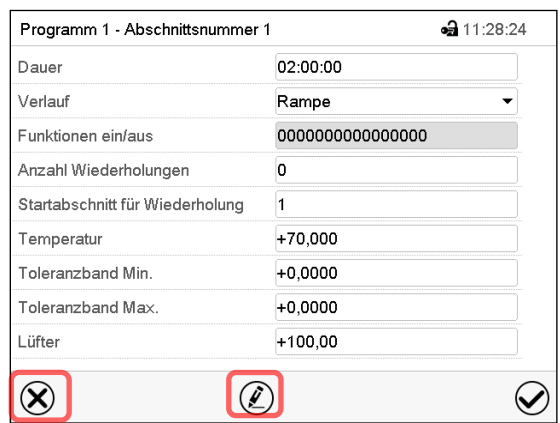 Programm 1 - Abschnittsnummer 1 11:28:24
Dauer 02:00:00
Verlauf Rampe
Funktionen ein/aus 0000000000000000
Anzahl Wiederholungen 0
Startabschnitt für Wiederholung 1
Temperatur +70,000
Toleranzband Min. +0,0000
Toleranzband Max. +0,0000
Lüfter +100,00